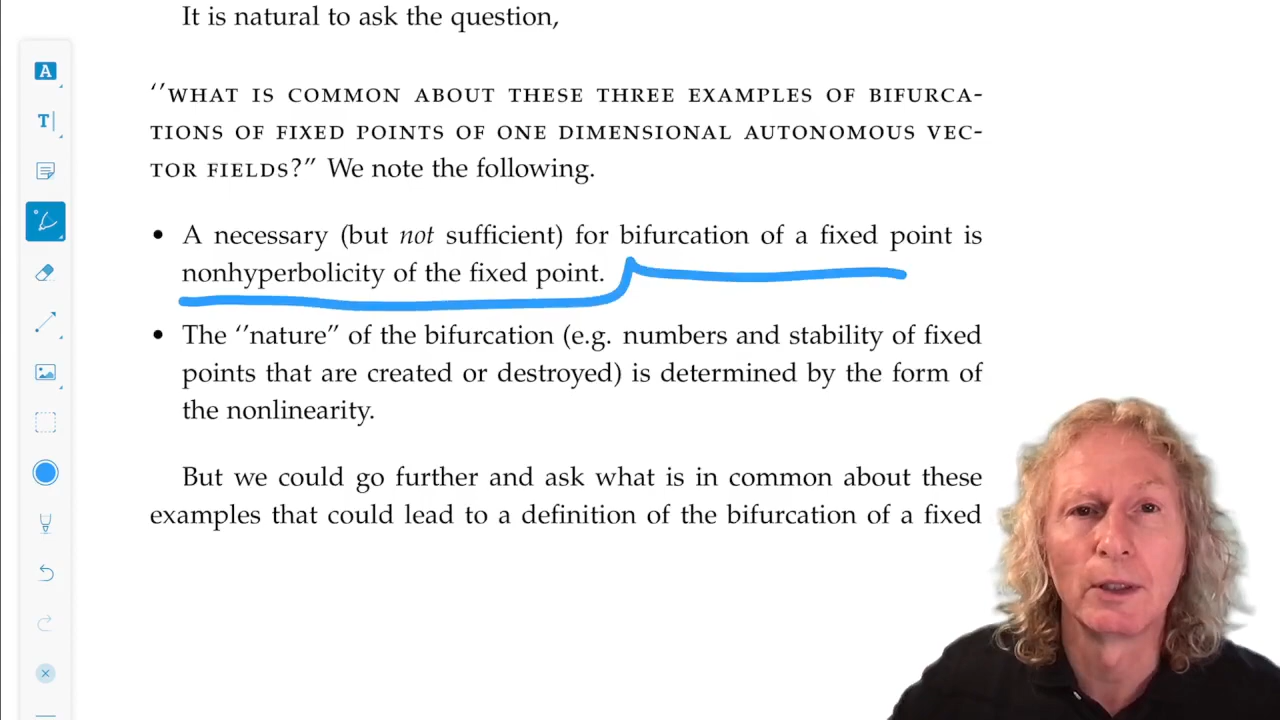 It is natural to ask the question,
‘’WHAT IS COMMON ABOUT THESE THREE EXAMPLES OF BIFURCA-
TIONS OF FIXED POINTS OF ONE DIMENSIONAL AUTONOMOUS VEC-
TOR FIELDS?” We note the following.
• A necessary (but not sufficient) for bifurcation of a fixed point is
nonhyperbolicity of the fixed point.
• The ‘’nature” of the bifurcation (e.g. numbers and stability of fixed
points that are created or destroyed) is determined by the form of
the nonlinearity.
But we could go further and ask what is in common about these
examples that could lead to a definition of the bifurcation of a fixed
A
T